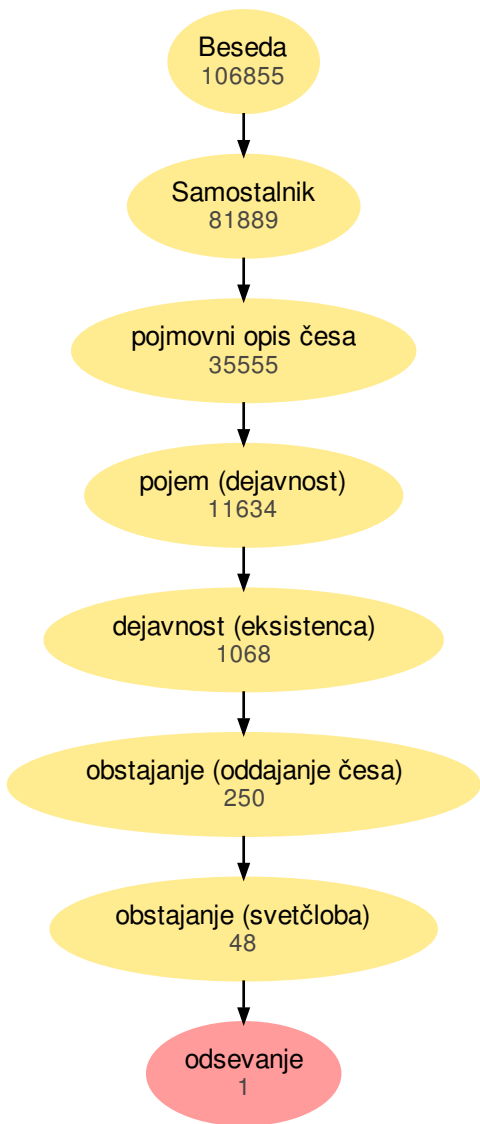 Beseda
106855
Samostalnik
81889
pojmovni opis česa
35555
pojem (dejavnost)
11634
dejavnost (eksistenca)
1068
obstajanje (oddajanje česa)
250
obstajanje (svetčloba)
48
odsevanje
1